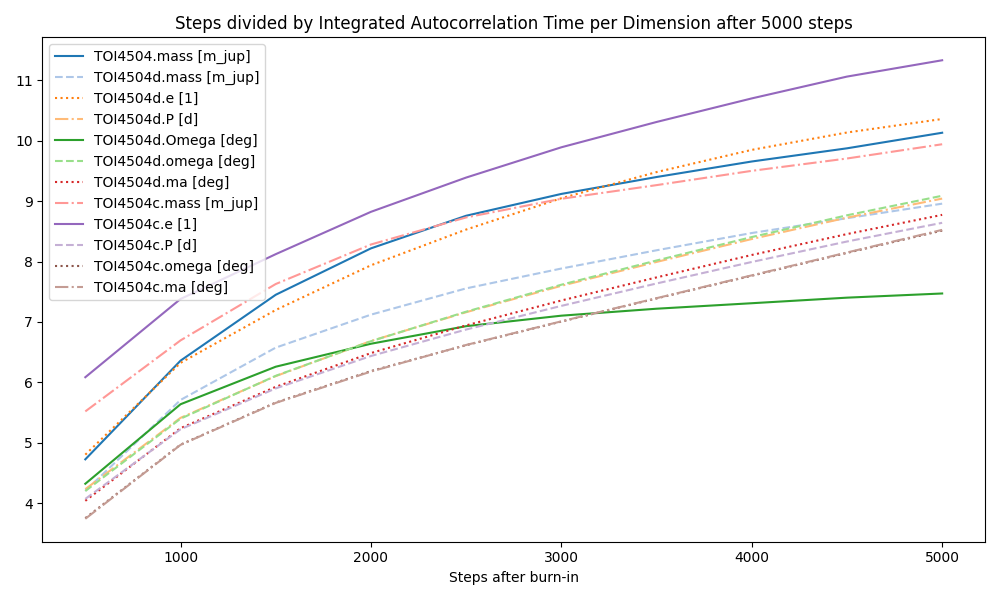 Steps divided by Integrated Autocorrelation Time per Dimension after 5000 steps
TOI4504.mass [m_jup]
TOI4504d.mass [m_jup]
TOI4504d.e [1]
TOI4504d.P [d]
TOI4504d.Omega [deg]
TOI4504d.omega [deg]
TOI4504d.ma [deg]
TOI4504c.mass [m_jup]
TOI4504c.e [1]
TOI4504c.P [d]
TOI4504c.omega [deg]
TOI4504c.ma [deg]
11
10
9
8
7
6
5
4
1000 2000 3000 4000 5000
Steps after burn-in